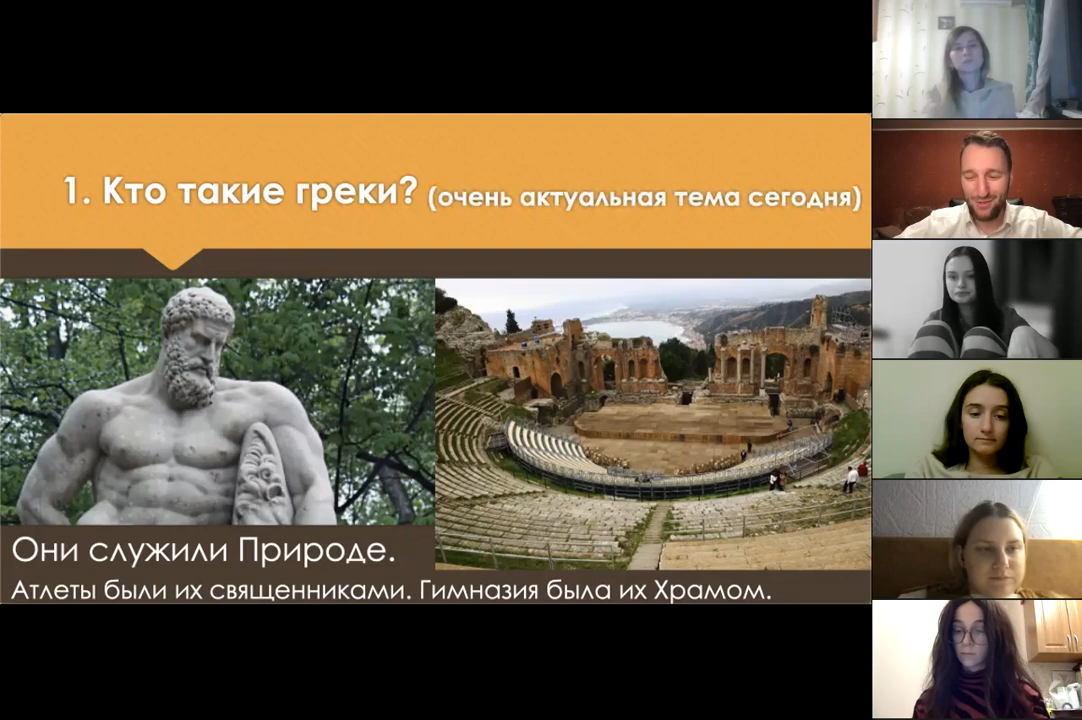 1. Кто такие греки? (очень актуальная тема сегодня)
Они служили Природе.
Атлеты были их священниками. Гимназия была их Храмом.